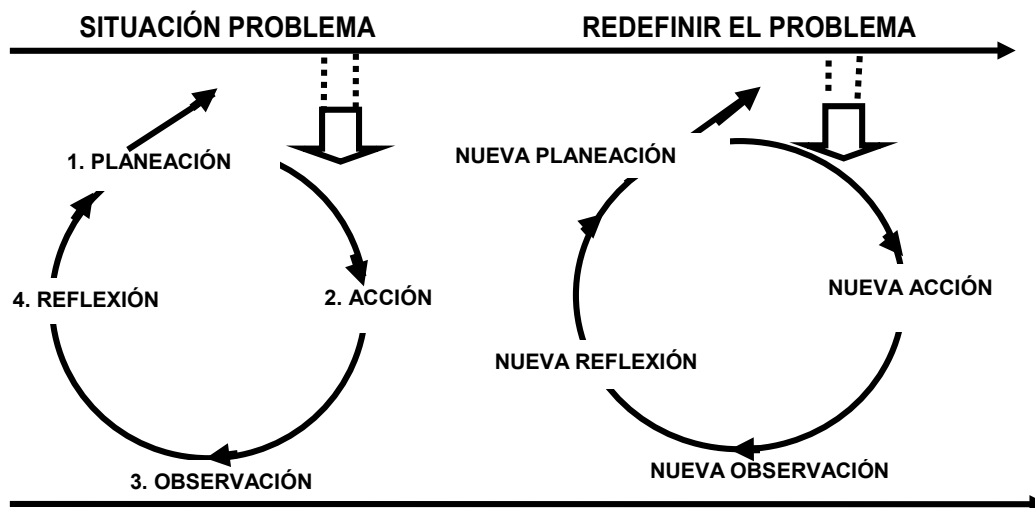 SITUACIÓN PROBLEMA
REDEFINIR EL PROBLEMA
1. PLANEACIÓN
2. ACCIÓN
3. OBSERVACIÓN
4. REFLEXIÓN
NUEVA PLANEACIÓN
NUEVA ACCIÓN
NUEVA OBSERVACIÓN
NUEVA REFLEXIÓN